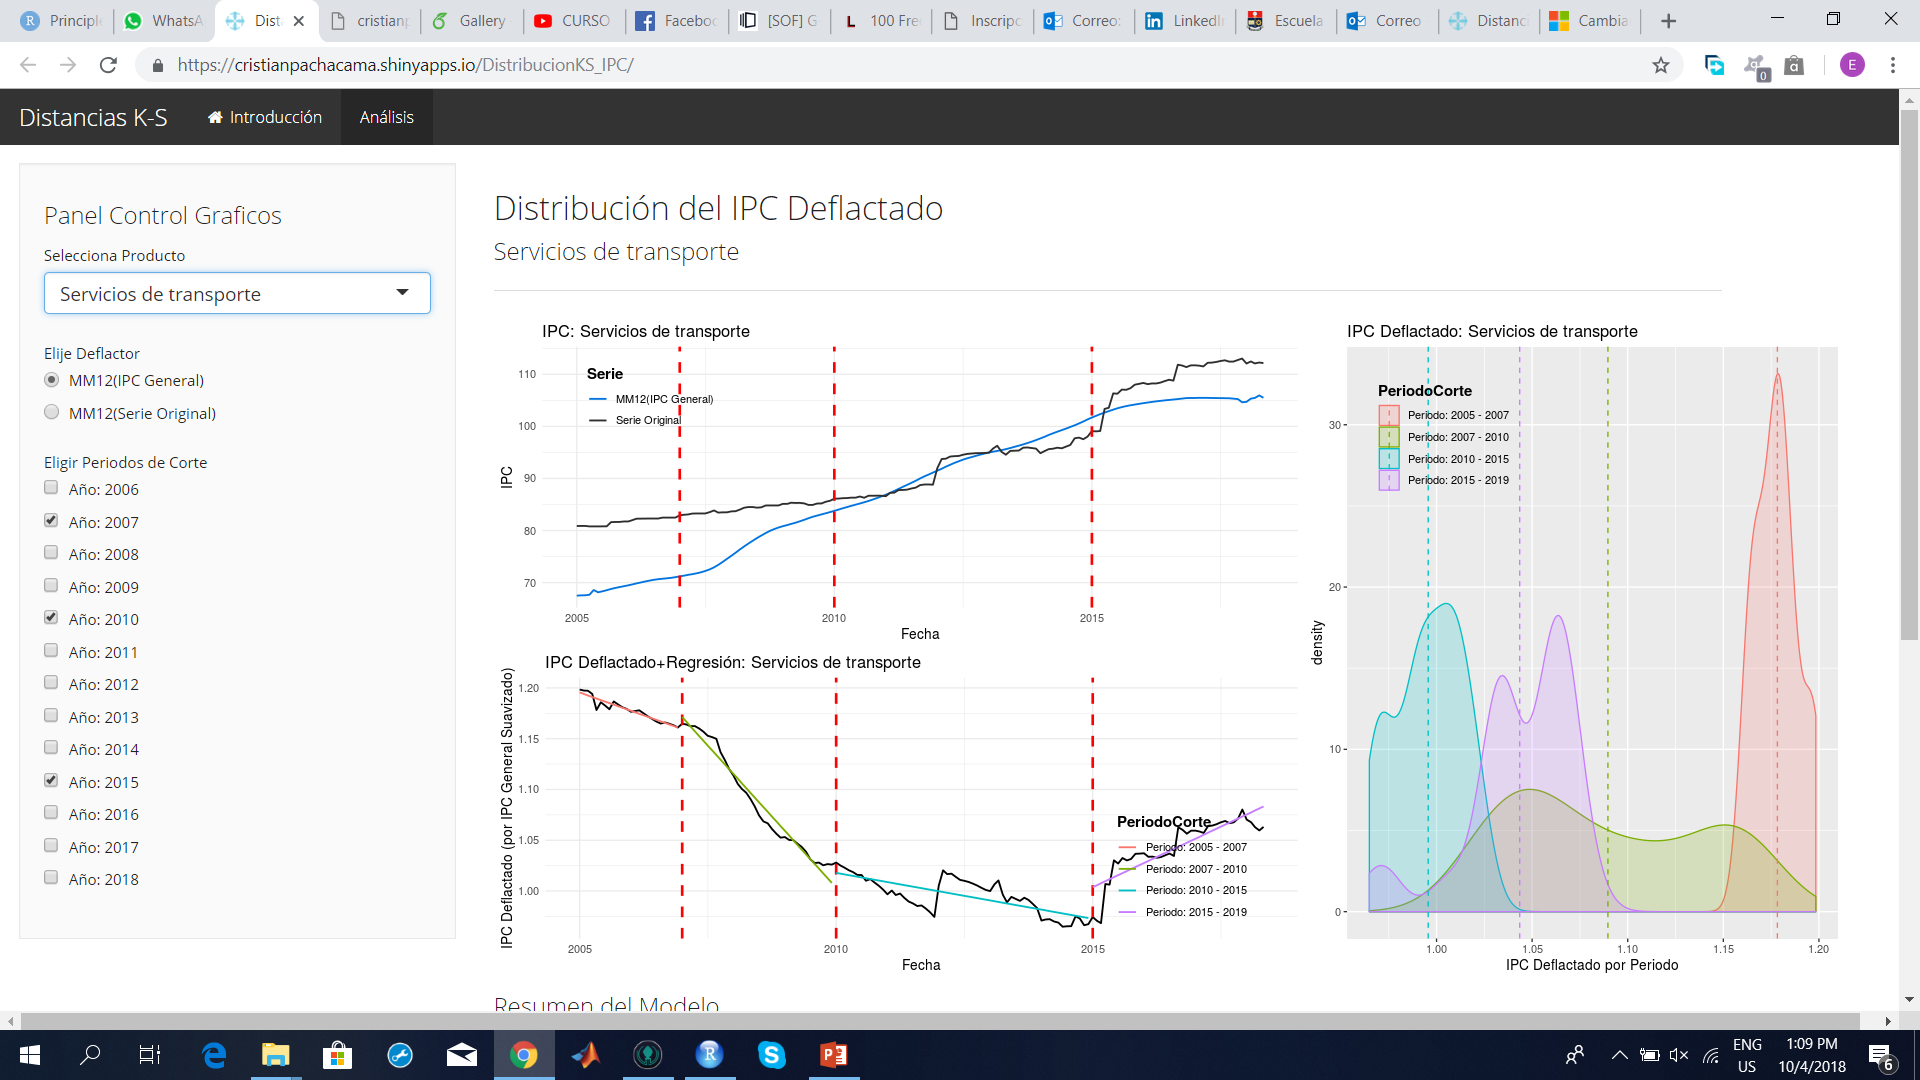 Principl
WhatsA
Dist
cristianp
Gallery
CURSO
Faceboo
[SOF] G
100 Fre
Inscripc
Correo:
LinkedI
Escuela
Correo
Distanc
Cambia
https://cristianpachacama.shinyapps.io/DistribucionKS_IPC/
0
E
Distancias K-S
Introducción
Análisis
Panel Control Graficos
Selecciona Producto
Servicios de transporte
Elije Deflactor
MM12(IPC General)
MM12(Serie Original)
Eligir Periodos de Corte
Año: 2006
Año: 2007
Año: 2008
Año: 2009
Año: 2010
Año: 2011
Año: 2012
Año: 2013
Año: 2014
Año: 2015
Año: 2016
Año: 2017
Año: 2018
Distribución del IPC Deflactado
Servicios de transporte
IPC: Servicios de transporte
Serie
MM12(IPC General)
Serie Original
110
100
90
80
70
IPC
2005
2010
2015
Fecha
IPC Deflactado+Regresión: Servicios de transporte
IPC Deflactado (por IPC General Suavizado)
1.20
1.15
1.10
1.05
1.00
PeriodoCorte
Periodo: 2005 - 2007
Periodo: 2007 - 2010
Periodo: 2010 - 2015
Periodo: 2015 - 2019
2005
2010
2015
Fecha
IPC Deflactado: Servicios de transporte
PeriodoCorte
Periodo: 2005 - 2007
Periodo: 2007 - 2010
Periodo: 2010 - 2015
Periodo: 2015 - 2019
30
20
10
0
density
1.00
1.05
1.10
1.15
1.20
IPC Deflactado por Periodo
Resumen del Modelo
ENG
US
1:09 PM
10/4/2018
6